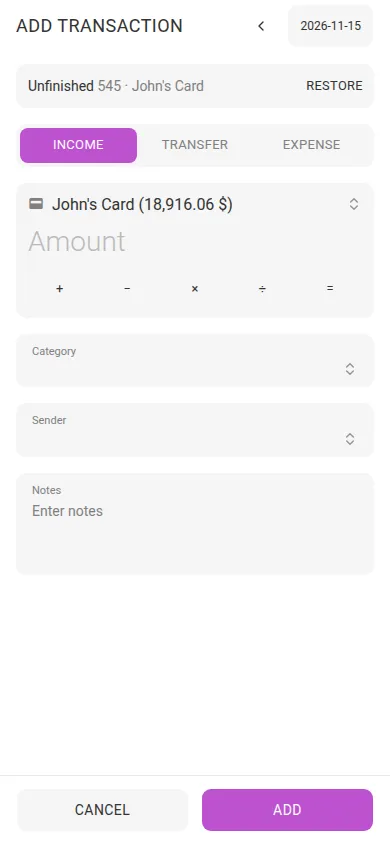 ADD TRANSACTION
2026-11-15
Unfinished 545 · John's Card
RESTORE
INCOME
TRANSFER
EXPENSE
John's Card (18,916.06 $)
Amount
+ − × ÷ =
Category
Sender
Notes
Enter notes
CANCEL
ADD